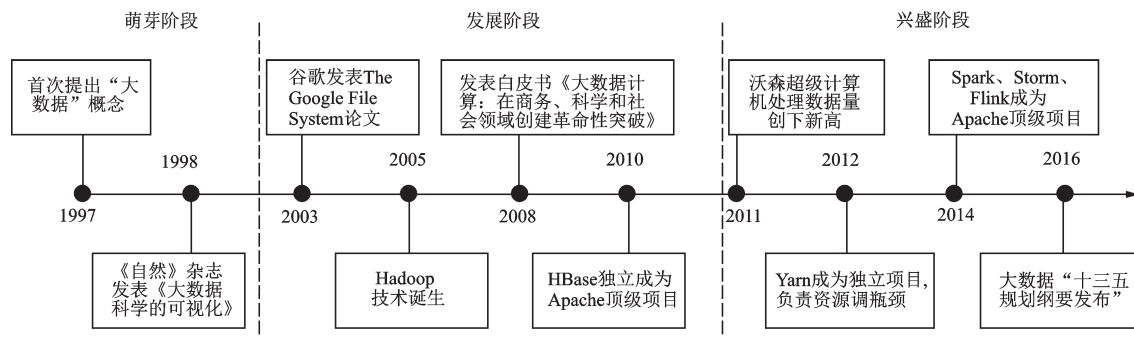 萌芽阶段
发展阶段
兴盛阶段
首次提出“大
数据”概念
谷歌发表The
Google File
System论文
发表白皮书《大数据计
算：在商务、科学和社
会领域创建革命性突破》
沃森超级计算
机处理数据量
创下新高
Spark、Storm、
Flink成为
Apache顶级项目
1998
2005
2010
2012
2016
1997
2003
2008
2011
2014
《自然》杂志
发表《大数据
科学的可视化》
Hadoop
技术诞生
HBase独立成为
Apache顶级项目
Yarn成为独立项目,
负责资源调瓶颈
大数据“十三五
规划纲要发布”